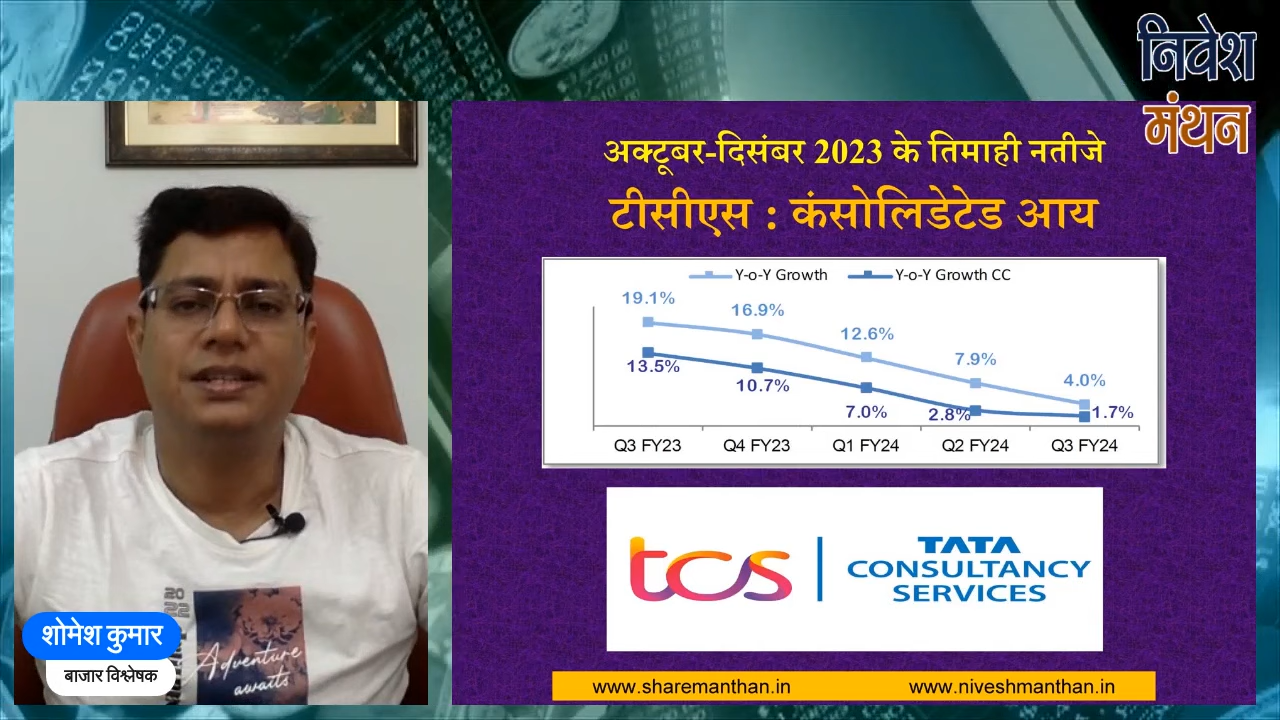 निवेश
मंथन
अक्टूबर-दिसंबर 2023 के तिमाही नतीजे
टीसीएस : कंसोलिडेटेड आय
Y-o-Y Growth Y-o-Y Growth CC
19.1% 16.9% 12.6% 7.9% 4.0%
13.5% 10.7% 7.0% 2.8% 1.7%
Q3 FY23 Q4 FY23 Q1 FY24 Q2 FY24 Q3 FY24
tcs
TATA
CONSULTANCY
SERVICES
Adventure
awaits
शोमेश कुमार
बाजार विश्लेषक
www.sharemanthan.in www.niveshmanthan.in